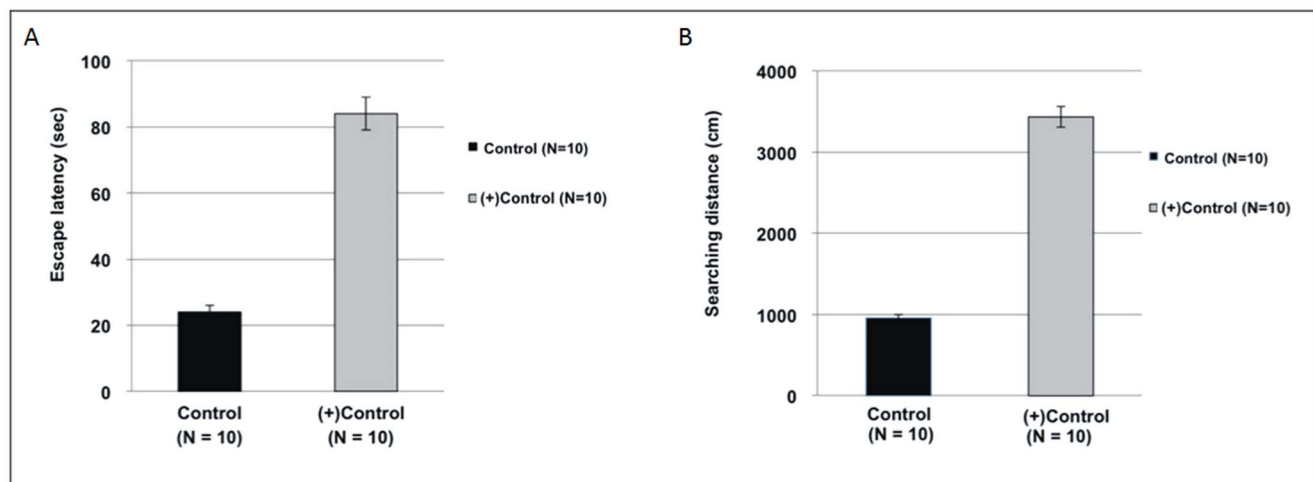 A
Escape latency (sec)
100
80
60
40
20
0
Control
(N = 10)
(+)Control
(N = 10)
Control (N=10)
(+)Control (N=10)
B
Searching distance (cm)
4000
3000
2000
1000
0
Control
(N = 10)
(+)Control
(N = 10)
Control (N=10)
(+)Control (N=10)